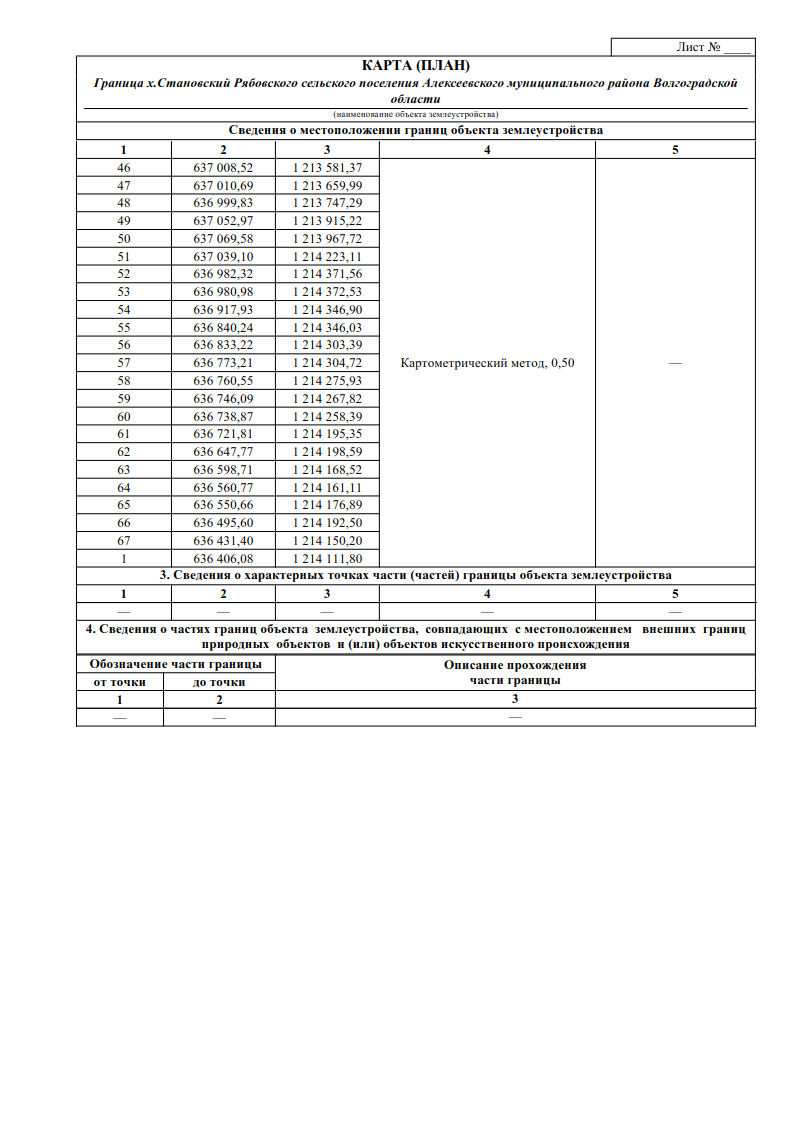 Лист № ____
КАРТА (ПЛАН)
Граница х.Становский Рябовского сельского поселения Алексеевского муниципального района Волгоградской
области
(наименование объекта землеустройства)
Сведения о местоположении границ объекта землеустройства
1 2 3 4 5
46 637 008,52 1 213 581,37
47 637 010,69 1 213 659,99
48 636 999,83 1 213 747,29
49 637 052,97 1 213 915,22
50 637 069,58 1 213 967,72
51 637 039,10 1 214 223,11
52 636 982,32 1 214 371,56
53 636 980,98 1 214 372,53
54 636 917,93 1 214 346,90
55 636 840,24 1 214 346,03
56 636 833,22 1 214 303,39
57 636 773,21 1 214 304,72 Картометрический метод, 0,50 —
58 636 760,55 1 214 275,93
59 636 746,09 1 214 267,82
60 636 738,87 1 214 258,39
61 636 721,81 1 214 195,35
62 636 647,77 1 214 198,59
63 636 598,71 1 214 168,52
64 636 560,77 1 214 161,11
65 636 550,66 1 214 176,89
66 636 495,60 1 214 192,50
67 636 431,40 1 214 150,20
1 636 406,08 1 214 111,80
3. Сведения о характерных точках части (частей) границы объекта землеустройства
1 2 3 4 5
— — — — —
4. Сведения о частях границ объекта землеустройства, совпадающих с местоположением внешних границ
природных объектов и (или) объектов искусственного происхождения
Обозначение части границы Описание прохождения
от точки до точки части границы
1 2 3
— — —